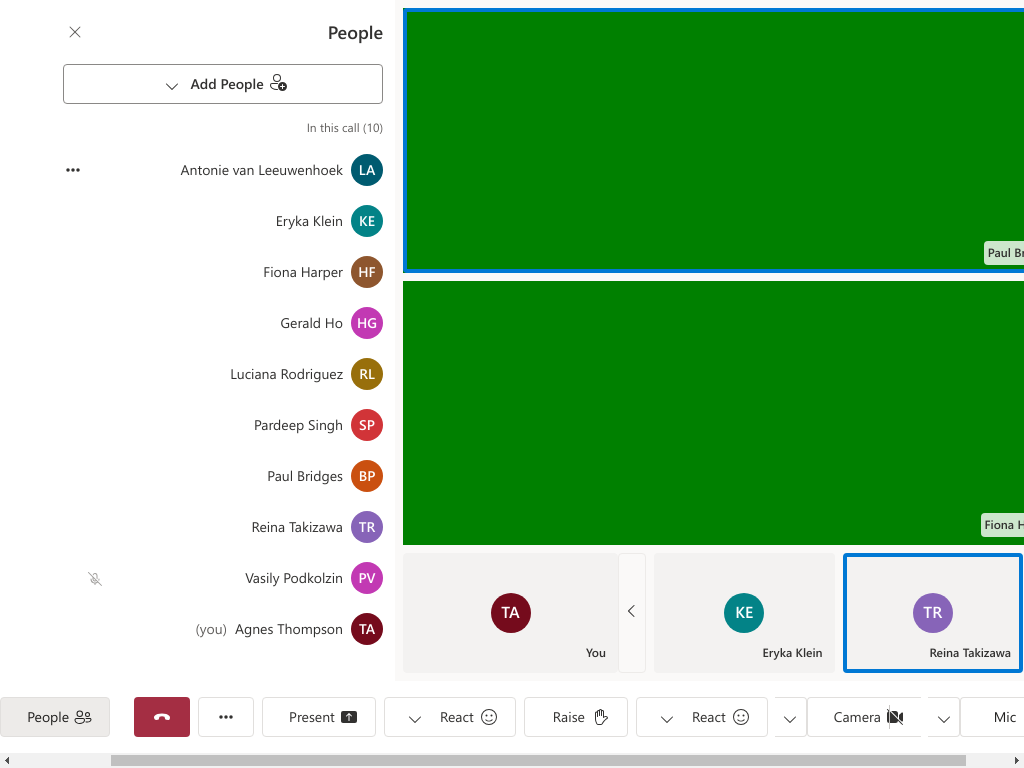 People
Add People
In this call (10)
Antonie van Leeuwenhoek LA
Eryka Klein KE
Fiona Harper HF
Gerald Ho HG
Luciana Rodriguez RL
Pardeep Singh SP
Paul Bridges BP
Reina Takizawa TR
Vasily Podkolzin PV
(you) Agnes Thompson TA
Paul Br
Fiona H
TA
You
KE
Eryka Klein
TR
Reina Takizawa
People
Present
React
Raise
React
Camera
Mic